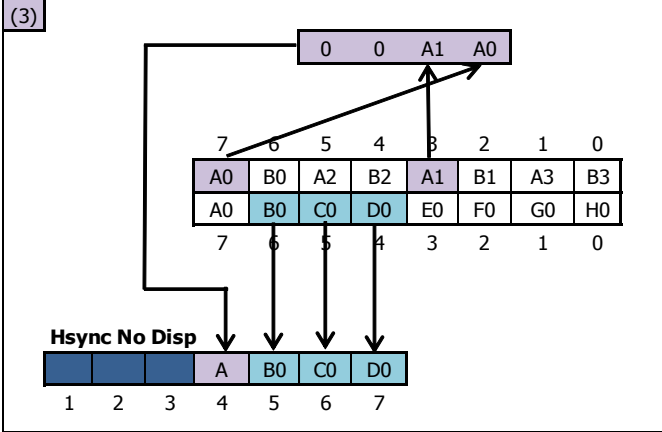 (3)
0 0 A1 A0
7 6 5 4 3 2 1 0
A0 B0 A2 B2 A1 B1 A3 B3
A0 B0 C0 D0 E0 F0 G0 H0
7 6 5 4 3 2 1 0
Hsync No Disp
A B0 C0 D0
1 2 3 4 5 6 7